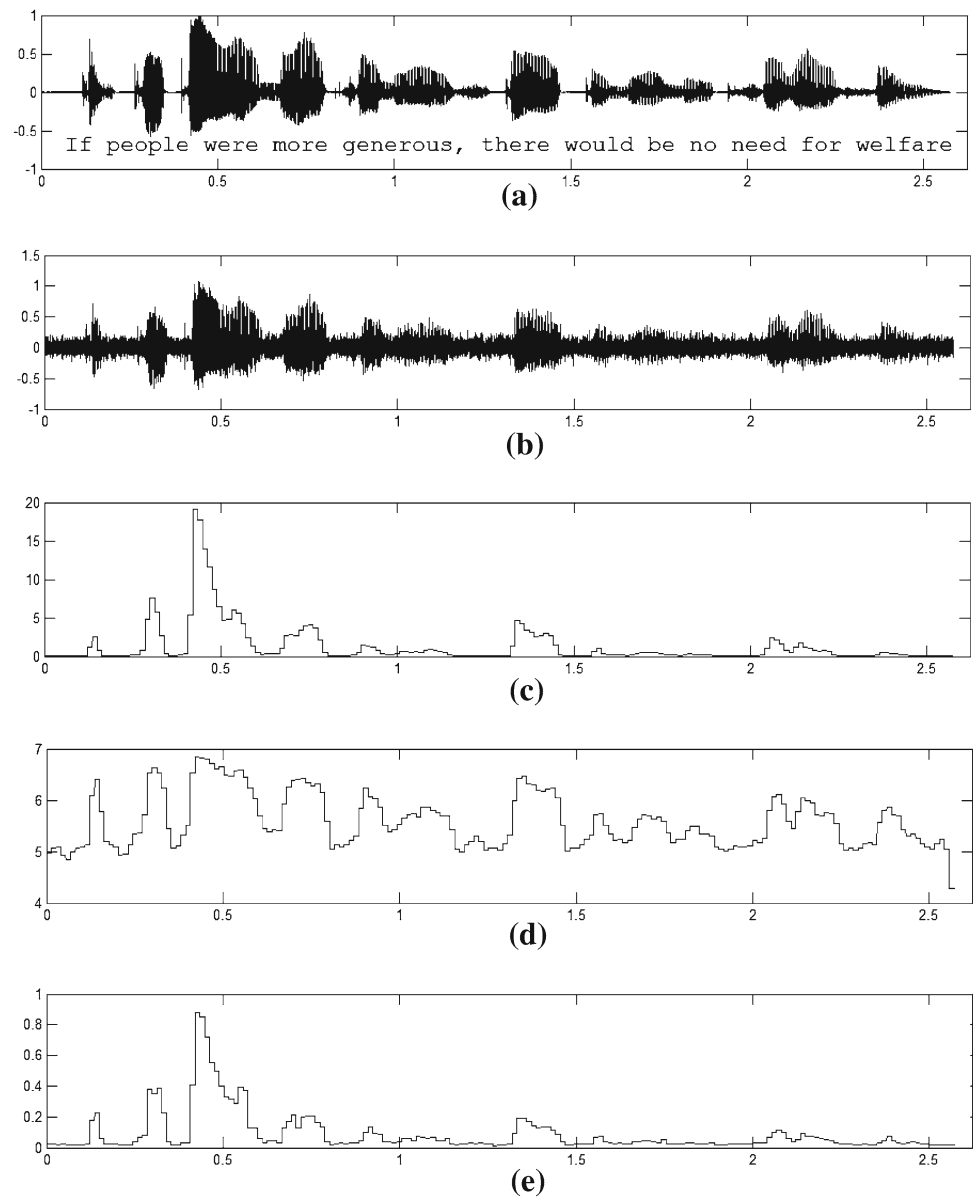 1
0.5
0
-0.5
-1
If people were more generous, there would be no need for welfare
0 0.5 1 1.5 2 2.5
(a)
1.5
1
0.5
0
-0.5
-1
0 0.5 1 1.5 2 2.5
(b)
20
15
10
5
0
0 0.5 1 1.5 2 2.5
(c)
7
6
5
4
0 0.5 1 1.5 2 2.5
(d)
1
0.8
0.6
0.4
0.2
0
0 0.5 1 1.5 2 2.5
(e)